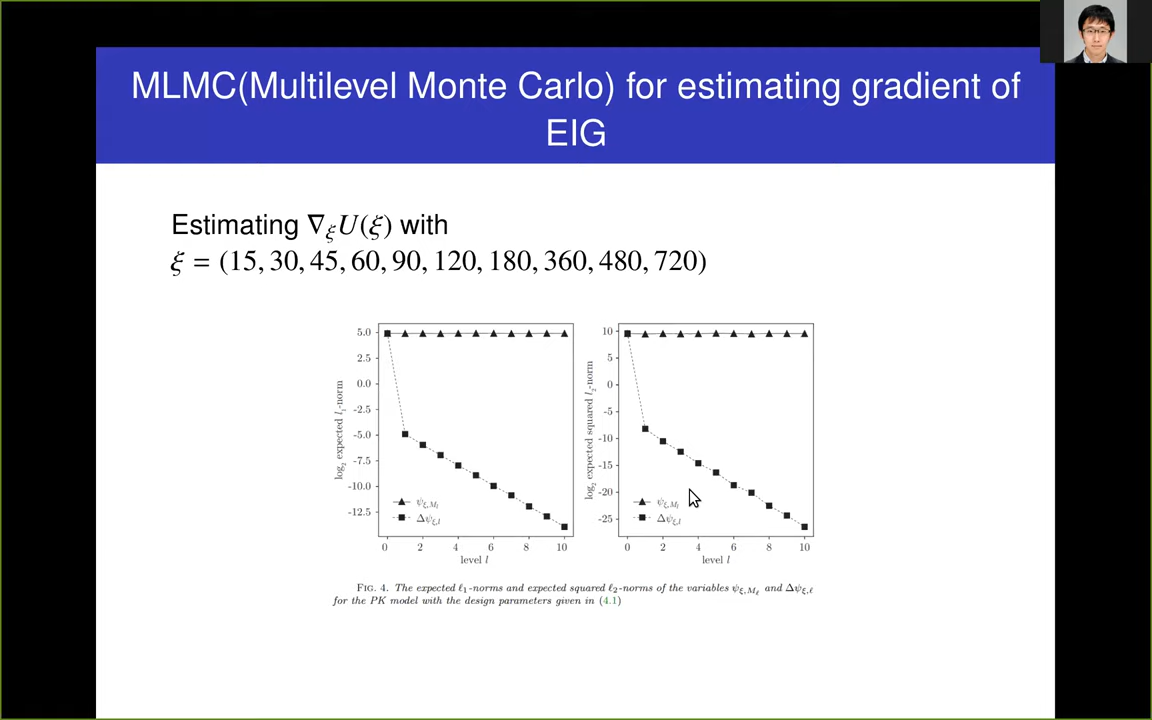 MLMC(Multilevel Monte Carlo) for estimating gradient of
EIG
Estimating ∇ξU(ξ) with
ξ = (15, 30, 45, 60, 90, 120, 180, 360, 480, 720)
5.0
2.5
0.0
-2.5
-5.0
-7.5
-10.0
-12.5
log₂ expected l₁-norm
ψξ,Mₗ
Δψξ,l
0 2 4 6 8 10
level l
10
5
0
-5
-10
-15
-20
-25
log₂ expected squared l₂-norm
ψξ,Mₗ
Δψξ,l
0 2 4 6 8 10
level l
FIG. 4. The expected ℓ₁-norms and expected squared ℓ₂-norms of the variables ψξ,Mℓ and Δψξ,ℓ
for the PK model with the design parameters given in (4.1)